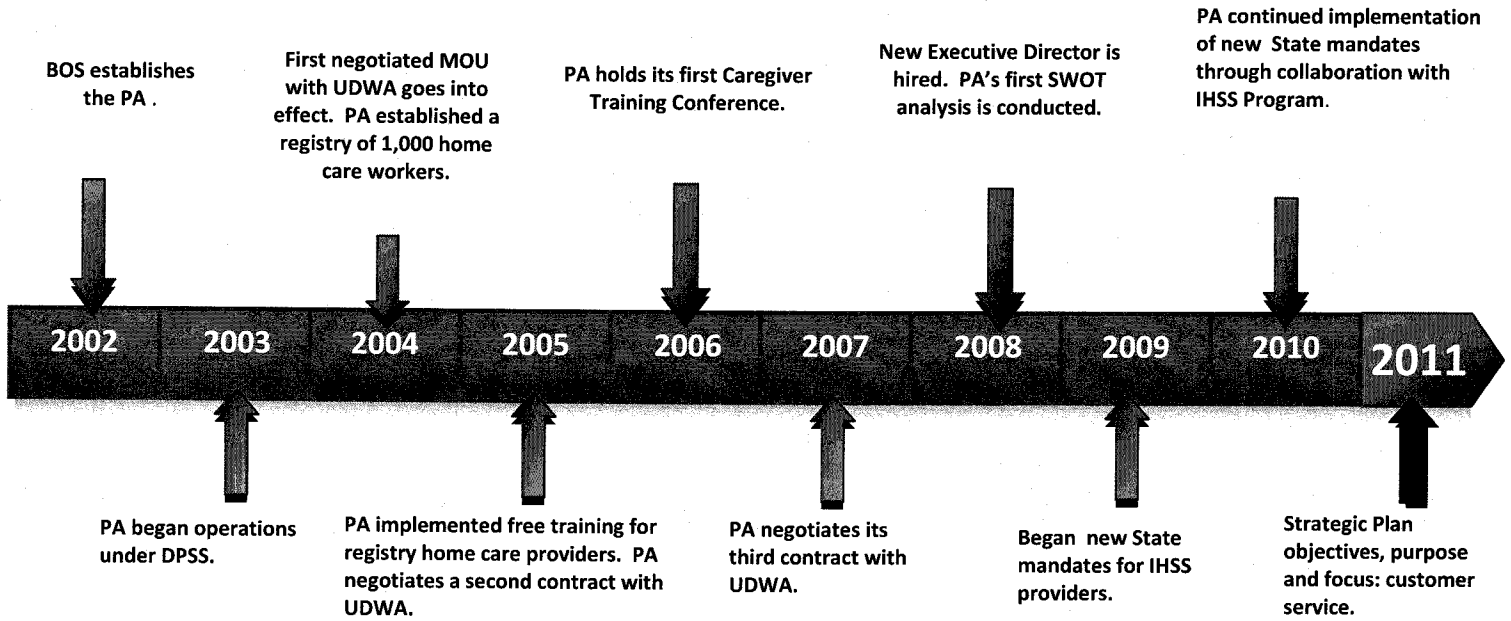 BOS establishes
the PA .
First negotiated MOU
with UDWA goes into
effect. PA established a
registry of 1,000 home
care workers.
PA holds its first Caregiver
Training Conference.
New Executive Director is
hired. PA's first SWOT
analysis is conducted.
PA continued implementation
of new State mandates
through collaboration with
IHSS Program.
2002
2003
2004
2005
2006
2007
2008
2009
2010
2011
PA began operations
under DPSS.
PA implemented free training for
registry home care providers. PA
negotiates a second contract with
UDWA.
PA negotiates its
third contract with
UDWA.
Began new State
mandates for IHSS
providers.
Strategic Plan
objectives, purpose
and focus: customer
service.